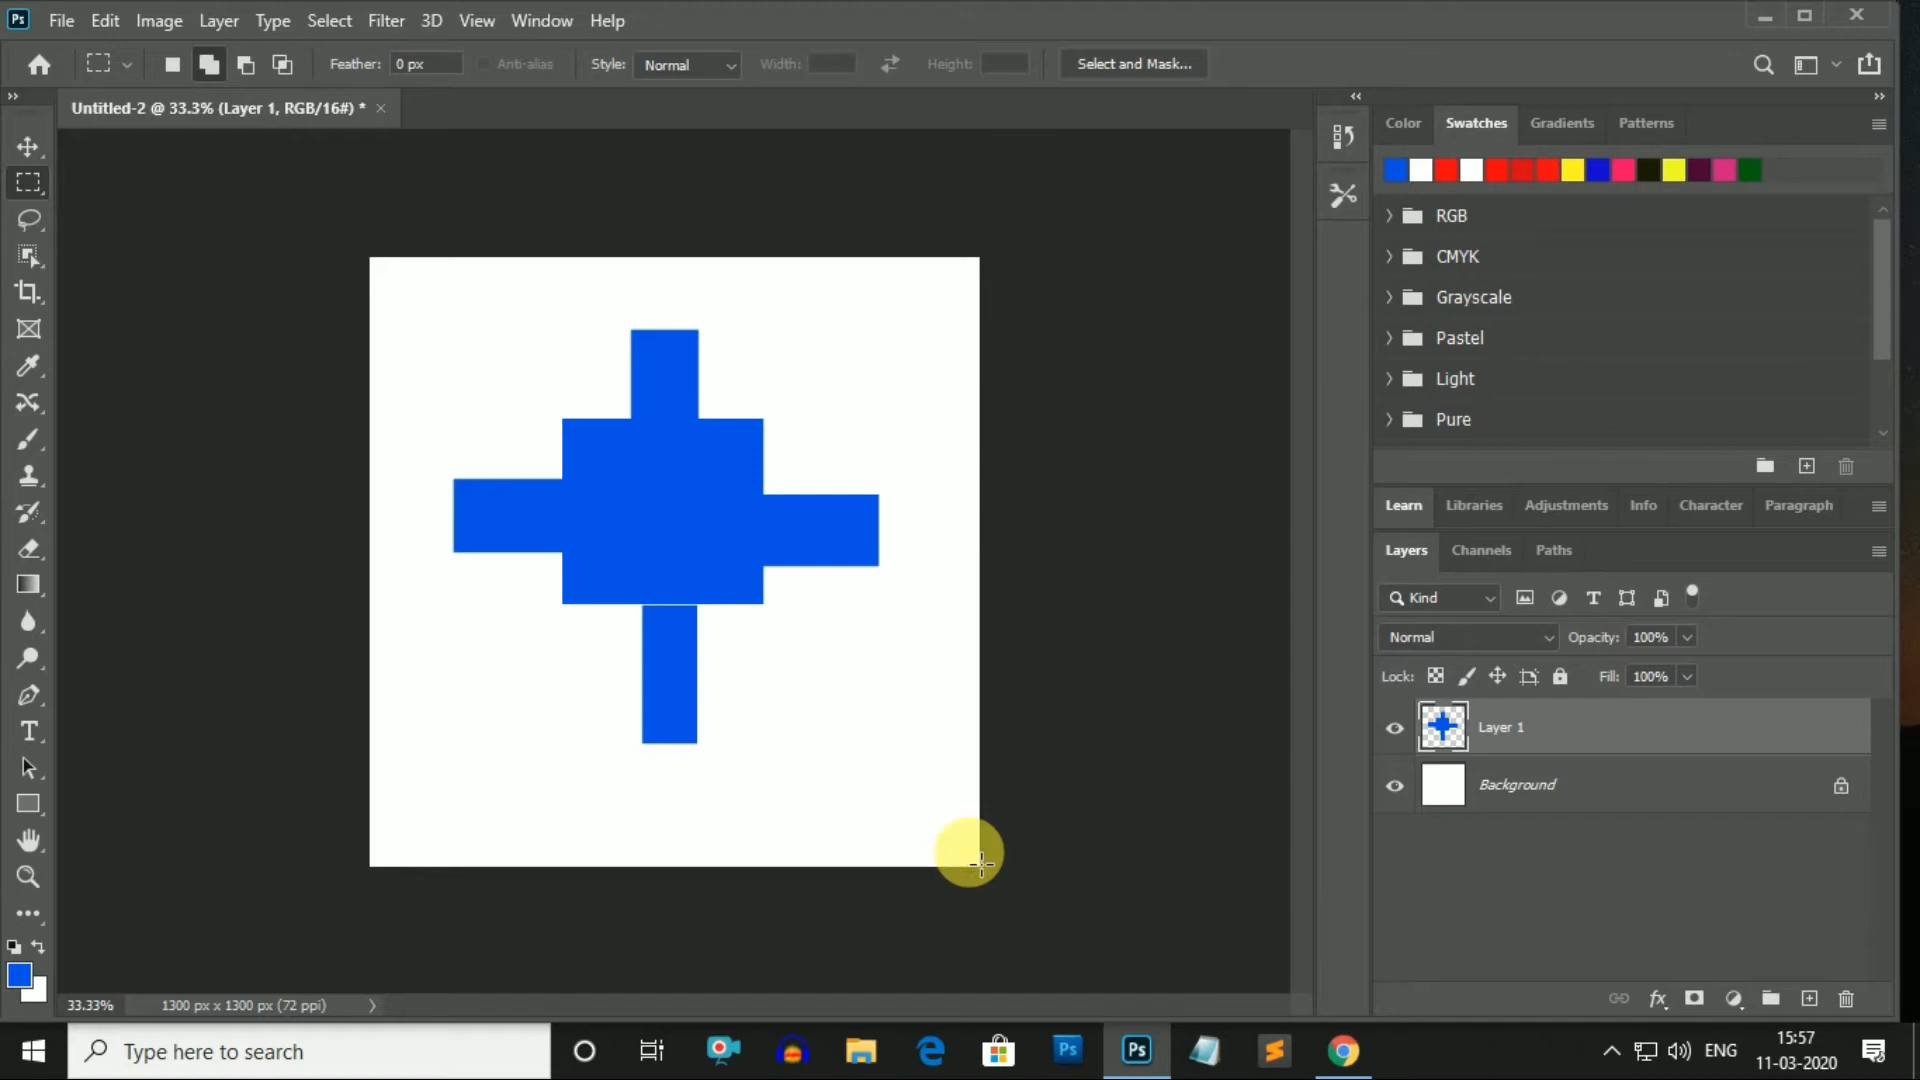 Ps File Edit Image Layer Type Select Filter 3D View Window Help
Feather: 0 px Anti-alias Style: Normal Width: Height: Select and Mask...
Untitled-2 @ 33.3% (Layer 1, RGB/16#) *
Color Swatches Gradients Patterns
RGB
CMYK
Grayscale
Pastel
Light
Pure
Learn Libraries Adjustments Info Character Paragraph
Layers Channels Paths
Kind
Normal Opacity: 100%
Lock: Fill: 100%
Layer 1
Background
33.33% 1300 px x 1300 px (72 ppi)
Type here to search
Ps
Ps
ENG
15:57
11-03-2020